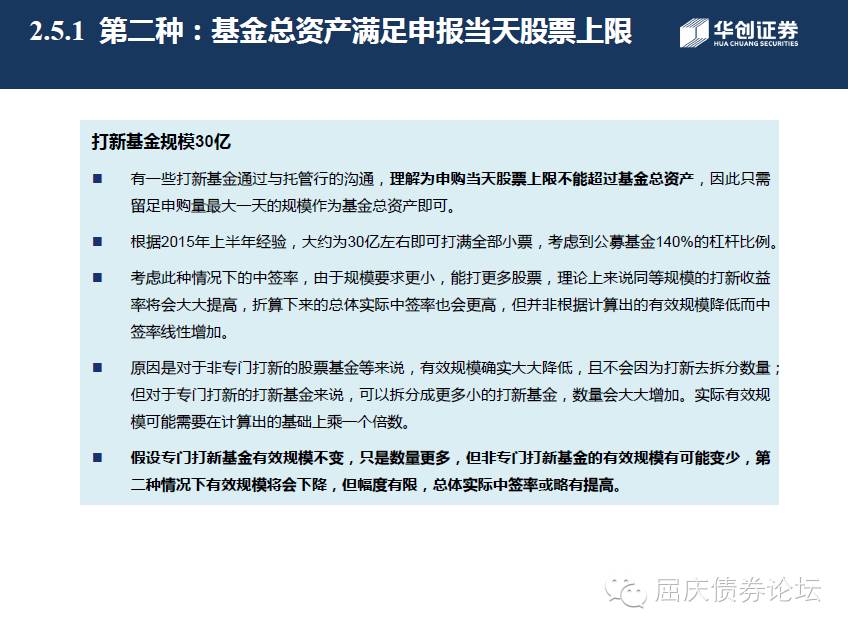 2.5.1 第二种：基金总资产满足申报当天股票上限
华创证券
HUA CHUANG SECURITIES
打新基金规模30亿
■ 有一些打新基金通过与托管行的沟通，理解为申购当天股票上限不能超过基金总资产，因此只需
留足申购量最大一天的规模作为基金总资产即可。
■ 根据2015年上半年经验，大约为30亿左右即可打满全部小票，考虑到公募基金140%的杠杆比例。
■ 考虑此种情况下的中签率，由于规模要求更小，能打更多股票，理论上来说同等规模的打新收益
率将会大大提高，折算下来的总体实际中签率也会更高，但并非根据计算出的有效规模降低而中
签率线性增加。
■ 原因是对于非专门打新的股票基金等来说，有效规模确实大大降低，且不会因为打新去拆分数量；
但对于专门打新的打新基金来说，可以拆分成更多小的打新基金，数量会大大增加。实际有效规
模可能需要在计算出的基础上乘一个倍数。
■ 假设专门打新基金有效规模不变，只是数量更多，但非专门打新基金的有效规模有可能变少，第
二种情况下有效规模将会下降，但幅度有限，总体实际中签率或略有提高。
屈庆债券论坛